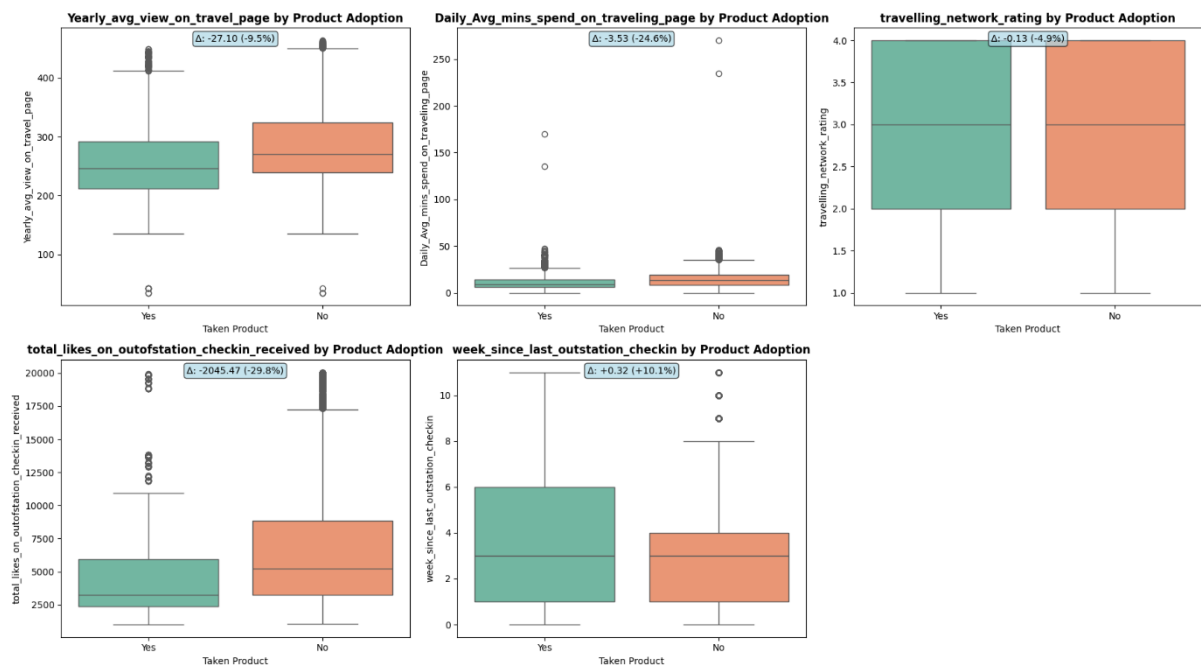 Yearly_avg_view_on_travel_page by Product Adoption
Δ: -27.10 (-9.5%)
Yearly_avg_view_on_travel_page
400
300
200
100
Yes
No
Taken Product
Daily_Avg_mins_spend_on_traveling_page by Product Adoption
Δ: -3.53 (-24.6%)
Daily_Avg_mins_spend_on_traveling_page
250
200
150
100
50
0
Yes
No
Taken Product
travelling_network_rating by Product Adoption
Δ: -0.13 (-4.9%)
travelling_network_rating
4.0
3.5
3.0
2.5
2.0
1.5
1.0
Yes
No
Taken Product
total_likes_on_outofstation_checkin_received by Product Adoption
Δ: -2045.47 (-29.8%)
total_likes_on_outofstation_checkin_received
20000
17500
15000
12500
10000
7500
5000
2500
Yes
No
Taken Product
week_since_last_outstation_checkin by Product Adoption
Δ: +0.32 (+10.1%)
week_since_last_outstation_checkin
10
8
6
4
2
0
Yes
No
Taken Product